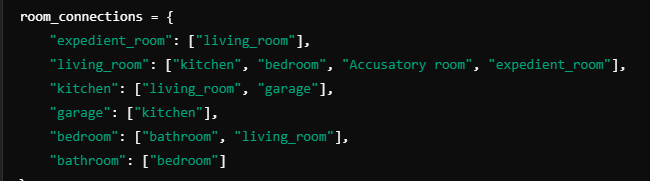 room_connections = {
"expedient_room": ["living_room"],
"living_room": ["kitchen", "bedroom", "Accusatory room", "expedient_room"],
"kitchen": ["living_room", "garage"],
"garage": ["kitchen"],
"bedroom": ["bathroom", "living_room"],
"bathroom": ["bedroom"]
}